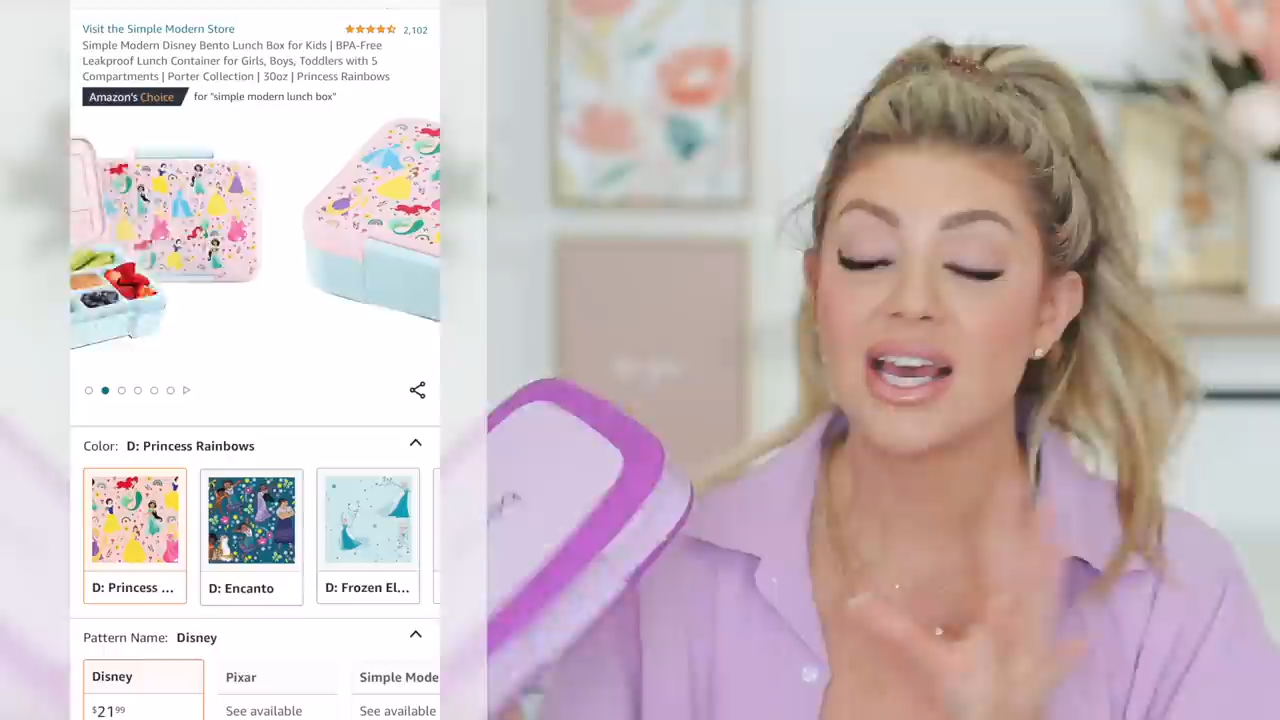 Visit the Simple Modern Store
2,102
Simple Modern Disney Bento Lunch Box for Kids | BPA-Free
Leakproof Lunch Container for Girls, Boys, Toddlers with 5
Compartments | Porter Collection | 30oz | Princess Rainbows
Amazon's Choice for "simple modern lunch box"
Color: D: Princess Rainbows
D: Princess ...
D: Encanto
D: Frozen El...
Pattern Name: Disney
Disney
Pixar
Simple Mode
$21.99
See available
See available